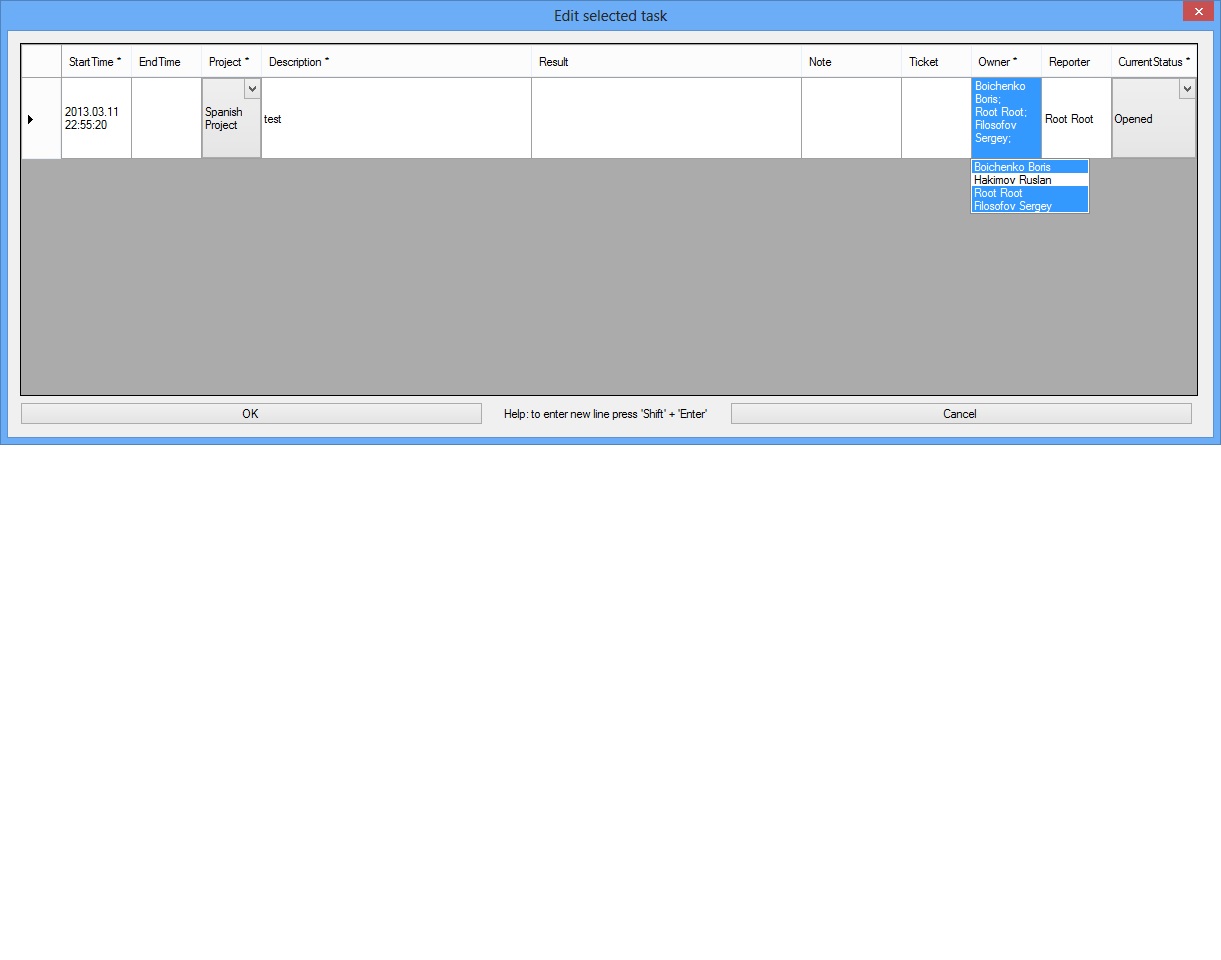 Edit selected task
StartTime * EndTime Project * Description * Result Note Ticket Owner * Reporter CurrentStatus *
2013.03.11
22:55:20
Spanish
Project
test
Boichenko
Boris;
Root Root;
Filosofov
Sergey;
Root Root
Opened
Boichenko Boris
Hakimov Ruslan
Root Root
Filosofov Sergey
OK
Help: to enter new line press 'Shift' + 'Enter'
Cancel